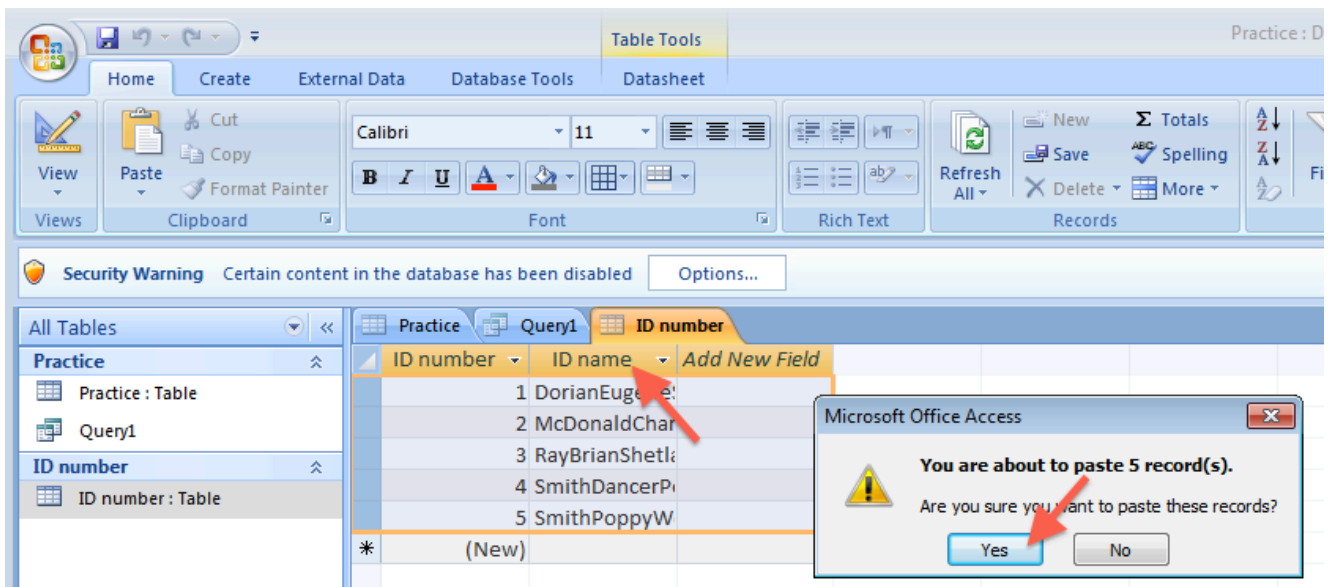 Table Tools
Practice : D
Home Create External Data Database Tools Datasheet
Cut
Copy
Format Painter
View
Paste
Calibri 11
B I U A
ab
Refresh All
New
Save
Delete
Σ Totals
ABC Spelling
More
A Z
Z A
A Z
Fi
Views Clipboard Font Rich Text Records
Security Warning Certain content in the database has been disabled Options...
All Tables
Practice
Practice : Table
Query1
ID number
ID number : Table
Practice Query1 ID number
ID number ID name Add New Field
1
2 McDonaldChar
3 RayBrianShetla
4
5 SmithPoppyW
(New)
Microsoft Office Access
You are about to paste 5 record(s).
Are you sure you want to paste these records?
Yes No